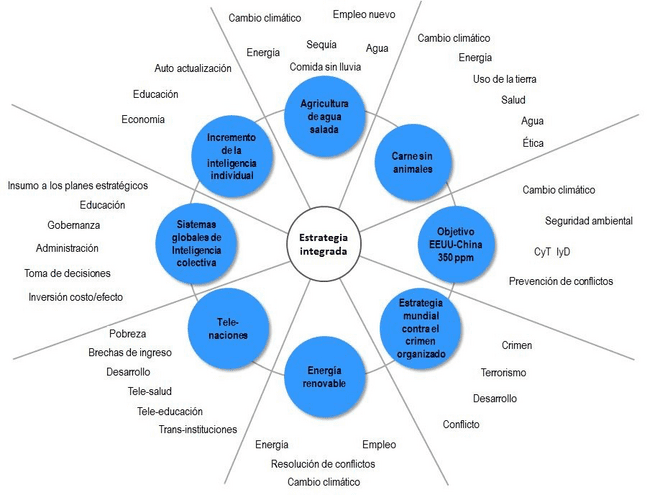 Cambio climático
Empleo nuevo
Energía
Sequía
Agua
Comida sin lluvia
Agricultura
de agua
salada
Cambio climático
Energía
Uso de la tierra
Salud
Agua
Ética
Carne sin
animales
Cambio climático
Seguridad ambiental
CyT IyD
Prevención de conflictos
Objetivo
EEUU-China
350 ppm
Crimen
Terrorismo
Desarrollo
Conflicto
Estrategia
mundial
contra el
crimen
organizado
Energía
renovable
Energía
Empleo
Resolución de conflictos
Cambio climático
Tele-
naciones
Pobreza
Brechas de ingreso
Desarrollo
Tele-salud
Tele-educación
Trans-instituciones
Sistemas
globales de
Inteligencia
colectiva
Insumo a los planes estratégicos
Educación
Gobernanza
Administración
Toma de decisiones
Inversión costo/efecto
Incremento
de la
inteligencia
individual
Auto actualización
Educación
Economía
Estrategia
integrada